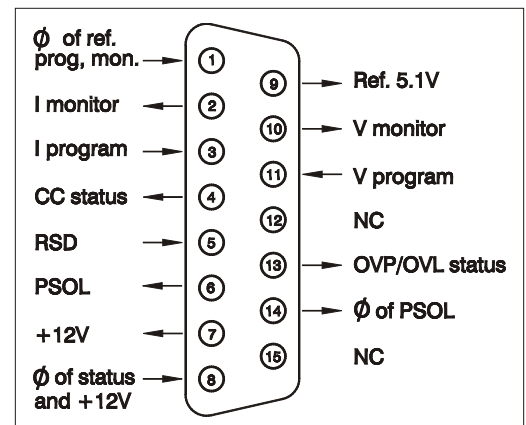 Ø of ref.
prog, mon.
1
I monitor
2
I program
3
CC status
4
RSD
5
PSOL
6
+12V
7
Ø of status
and +12V
8
9
Ref. 5.1V
10
V monitor
11
V program
12
NC
13
OVP/OVL status
14
Ø of PSOL
15
NC